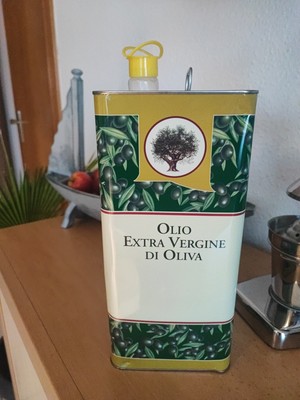 OLIO
EXTRA VERGINE
DI OLIVA